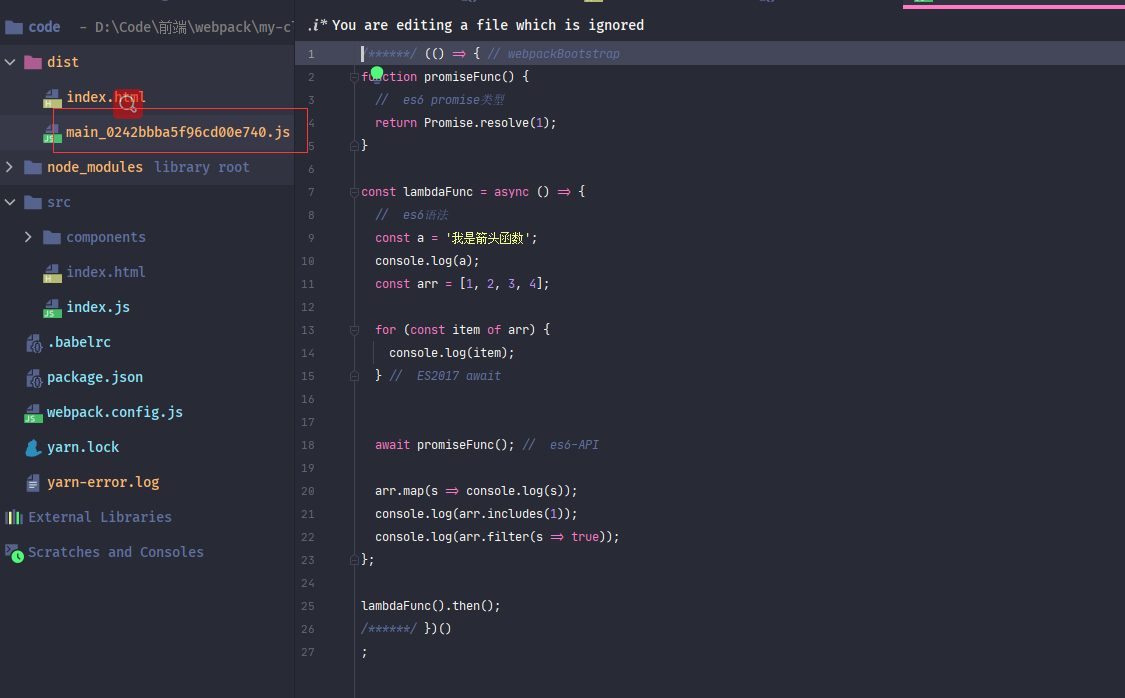 code - D:\Code\前端\webpack\my-cl
.i* You are editing a file which is ignored
dist
index.html
main_0242bbba5f96cd00e740.js
node_modules library root
src
components
index.html
index.js
.babelrc
package.json
webpack.config.js
yarn.lock
yarn-error.log
External Libraries
Scratches and Consoles
1 /******/ (() => { // webpackBootstrap
2 function promiseFunc() {
3 // es6 promise类型
4 return Promise.resolve(1);
5 }
6
7 const lambdaFunc = async () => {
8 // es6语法
9 const a = '我是箭头函数';
10 console.log(a);
11 const arr = [1, 2, 3, 4];
12
13 for (const item of arr) {
14 console.log(item);
15 } // ES2017 await
16
17
18 await promiseFunc(); // es6-API
19
20 arr.map(s => console.log(s));
21 console.log(arr.includes(1));
22 console.log(arr.filter(s => true));
23 };
24
25 lambdaFunc().then();
26 /******/ })()
27 ;